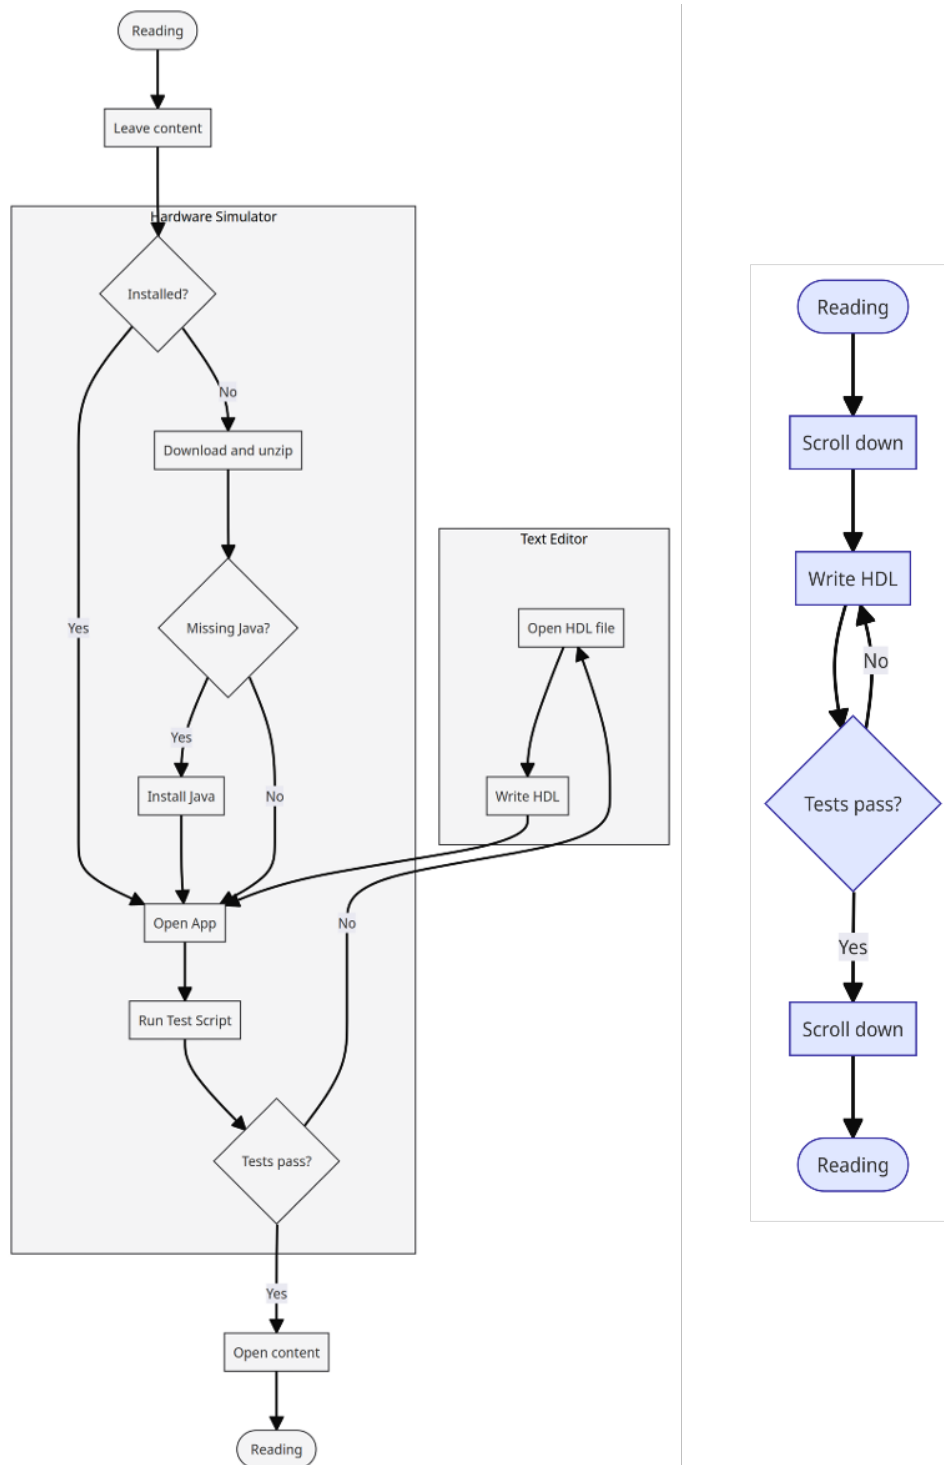 Reading
Leave content
Hardware Simulator
Installed?
No
Download and unzip
Text Editor
Yes
Missing Java?
Open HDL file
Yes
Install Java
No
Write HDL
Open App
No
Run Test Script
Tests pass?
Yes
Open content
Reading
Reading
Scroll down
Write HDL
No
Tests pass?
Yes
Scroll down
Reading